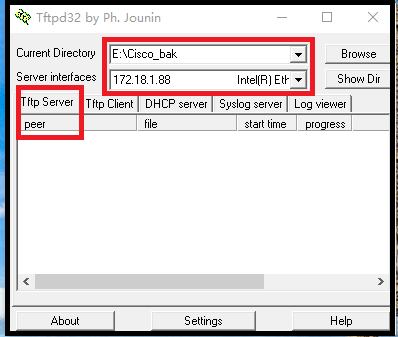 Tftpd32 by Ph. Jounin
Current Directory E:\Cisco_bak Browse
Server interfaces 172.18.1.88 Intel(R) Eth Show Dir
Tftp Server Tftp Client DHCP server Syslog server Log viewer
peer file start time progress
About Settings Help